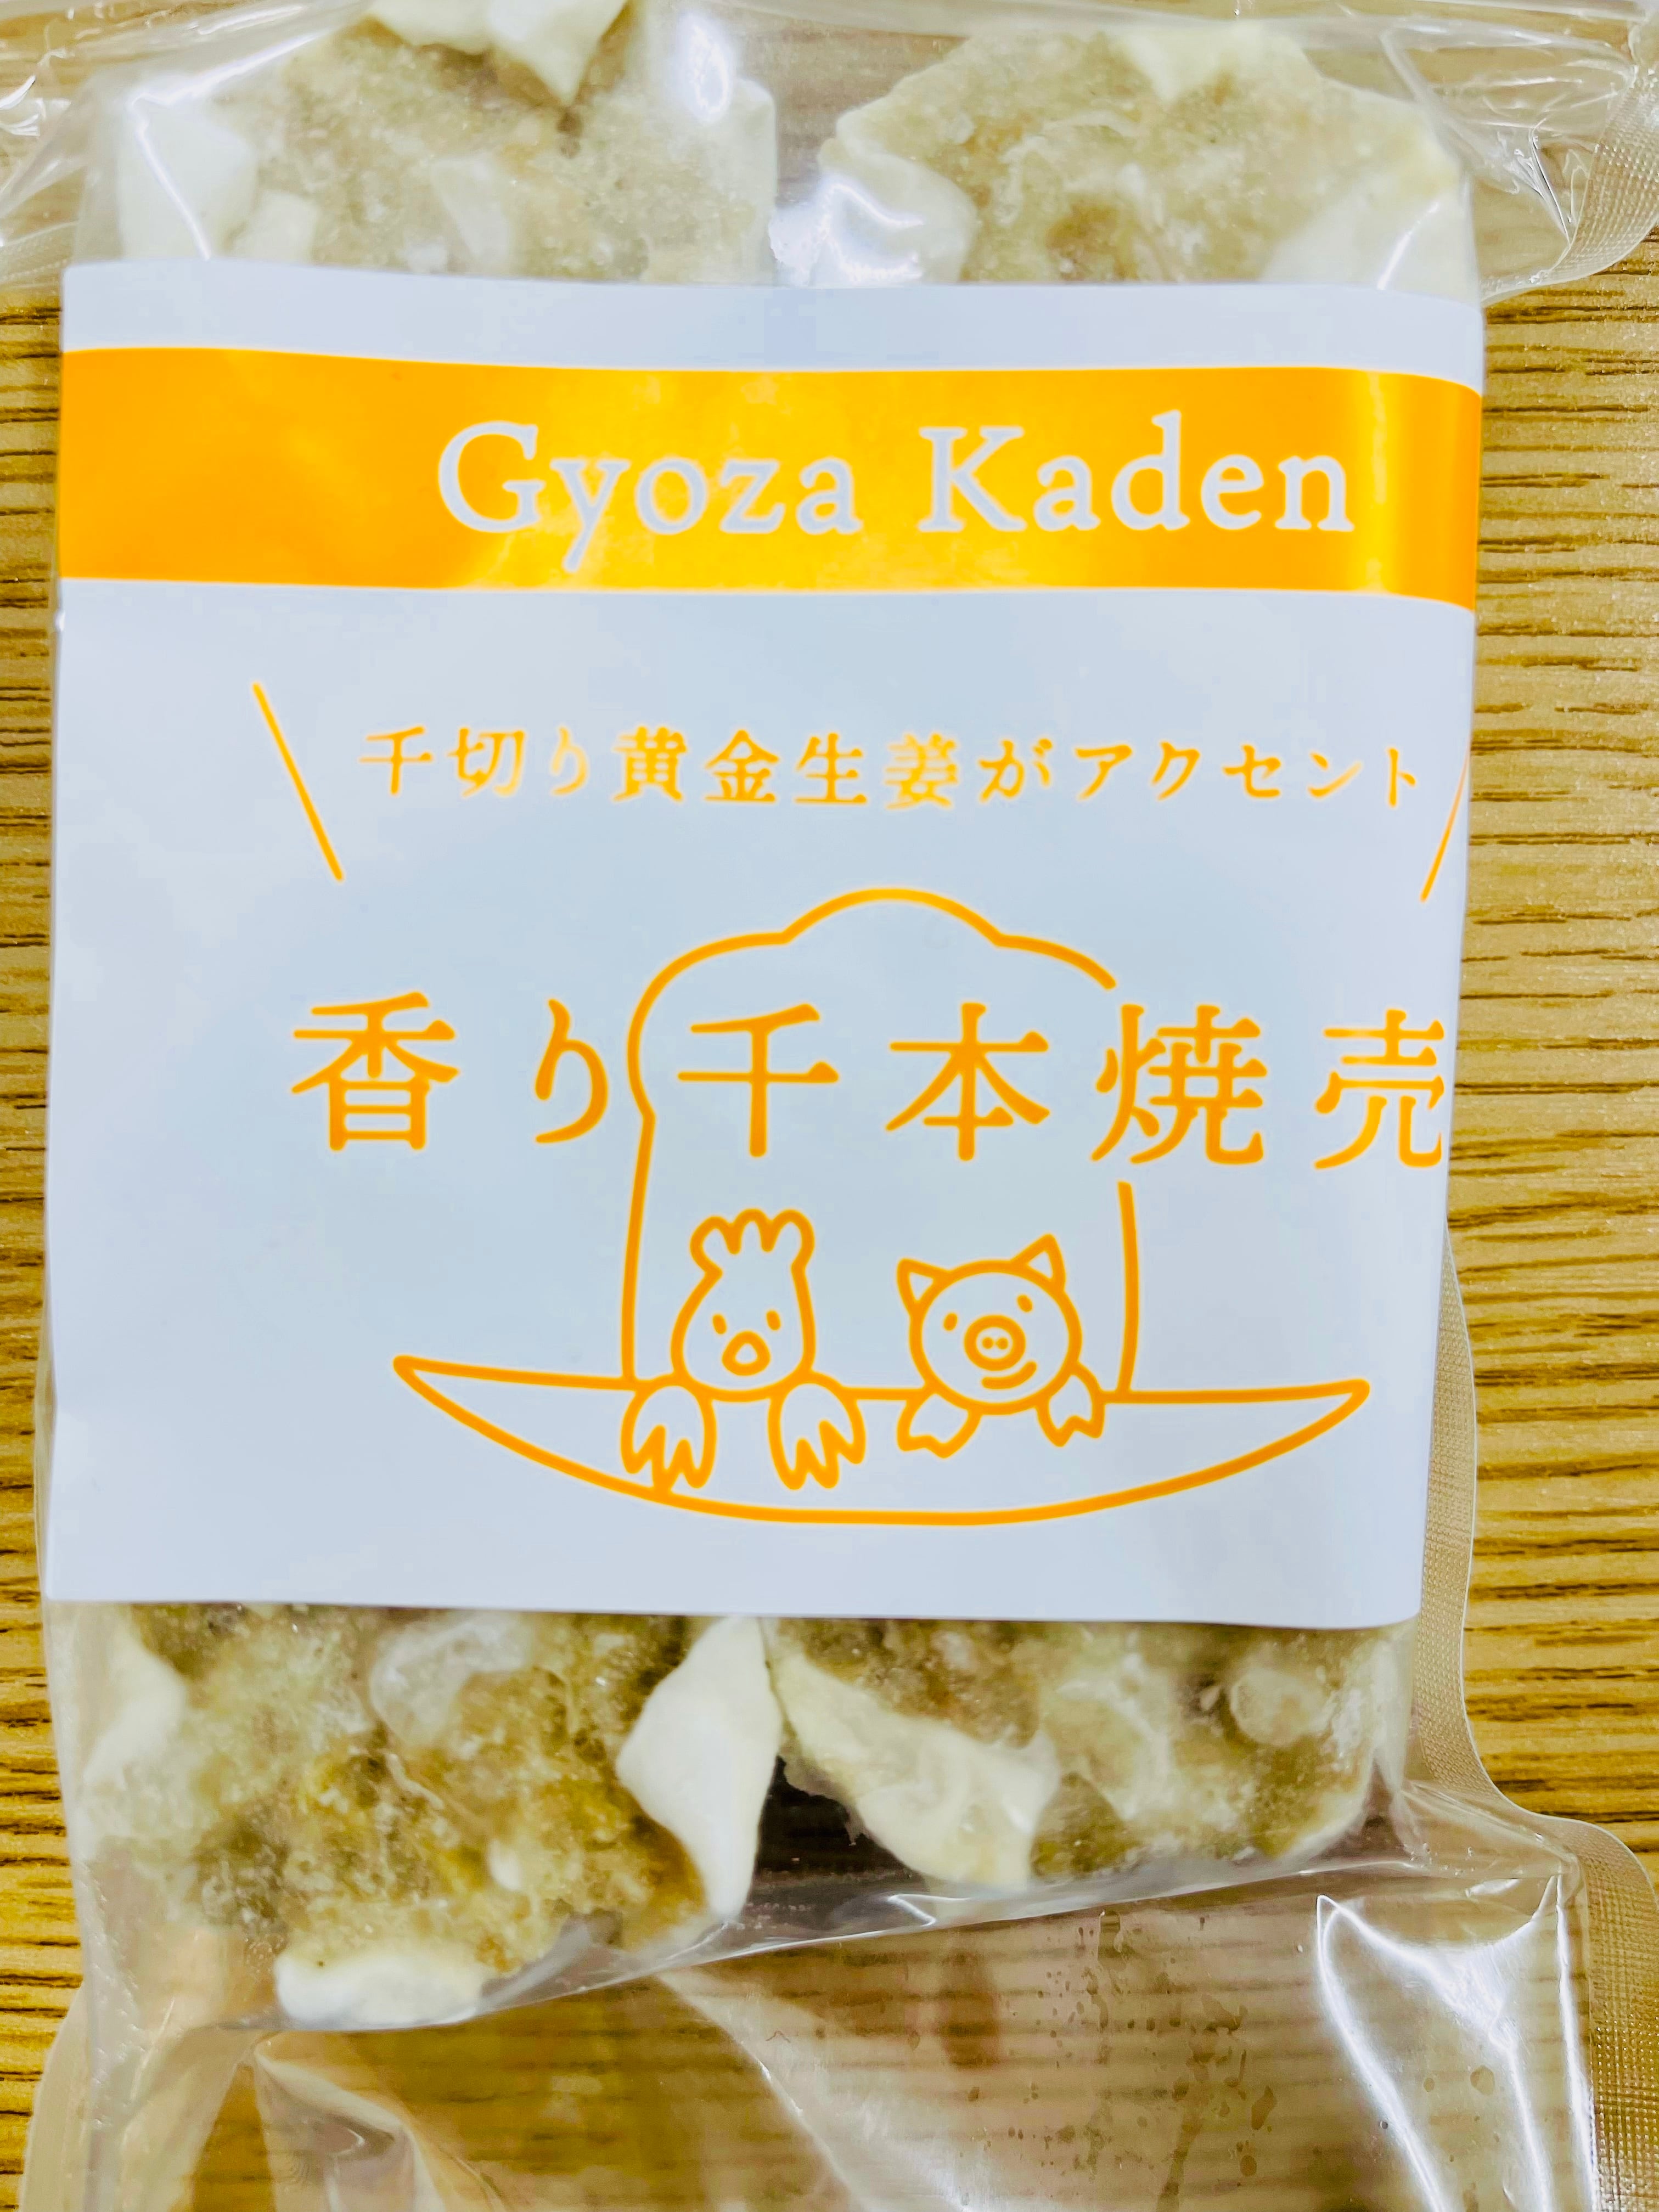 Gyoza Kaden
千切り黄金生姜がアクセント
香り千本焼売